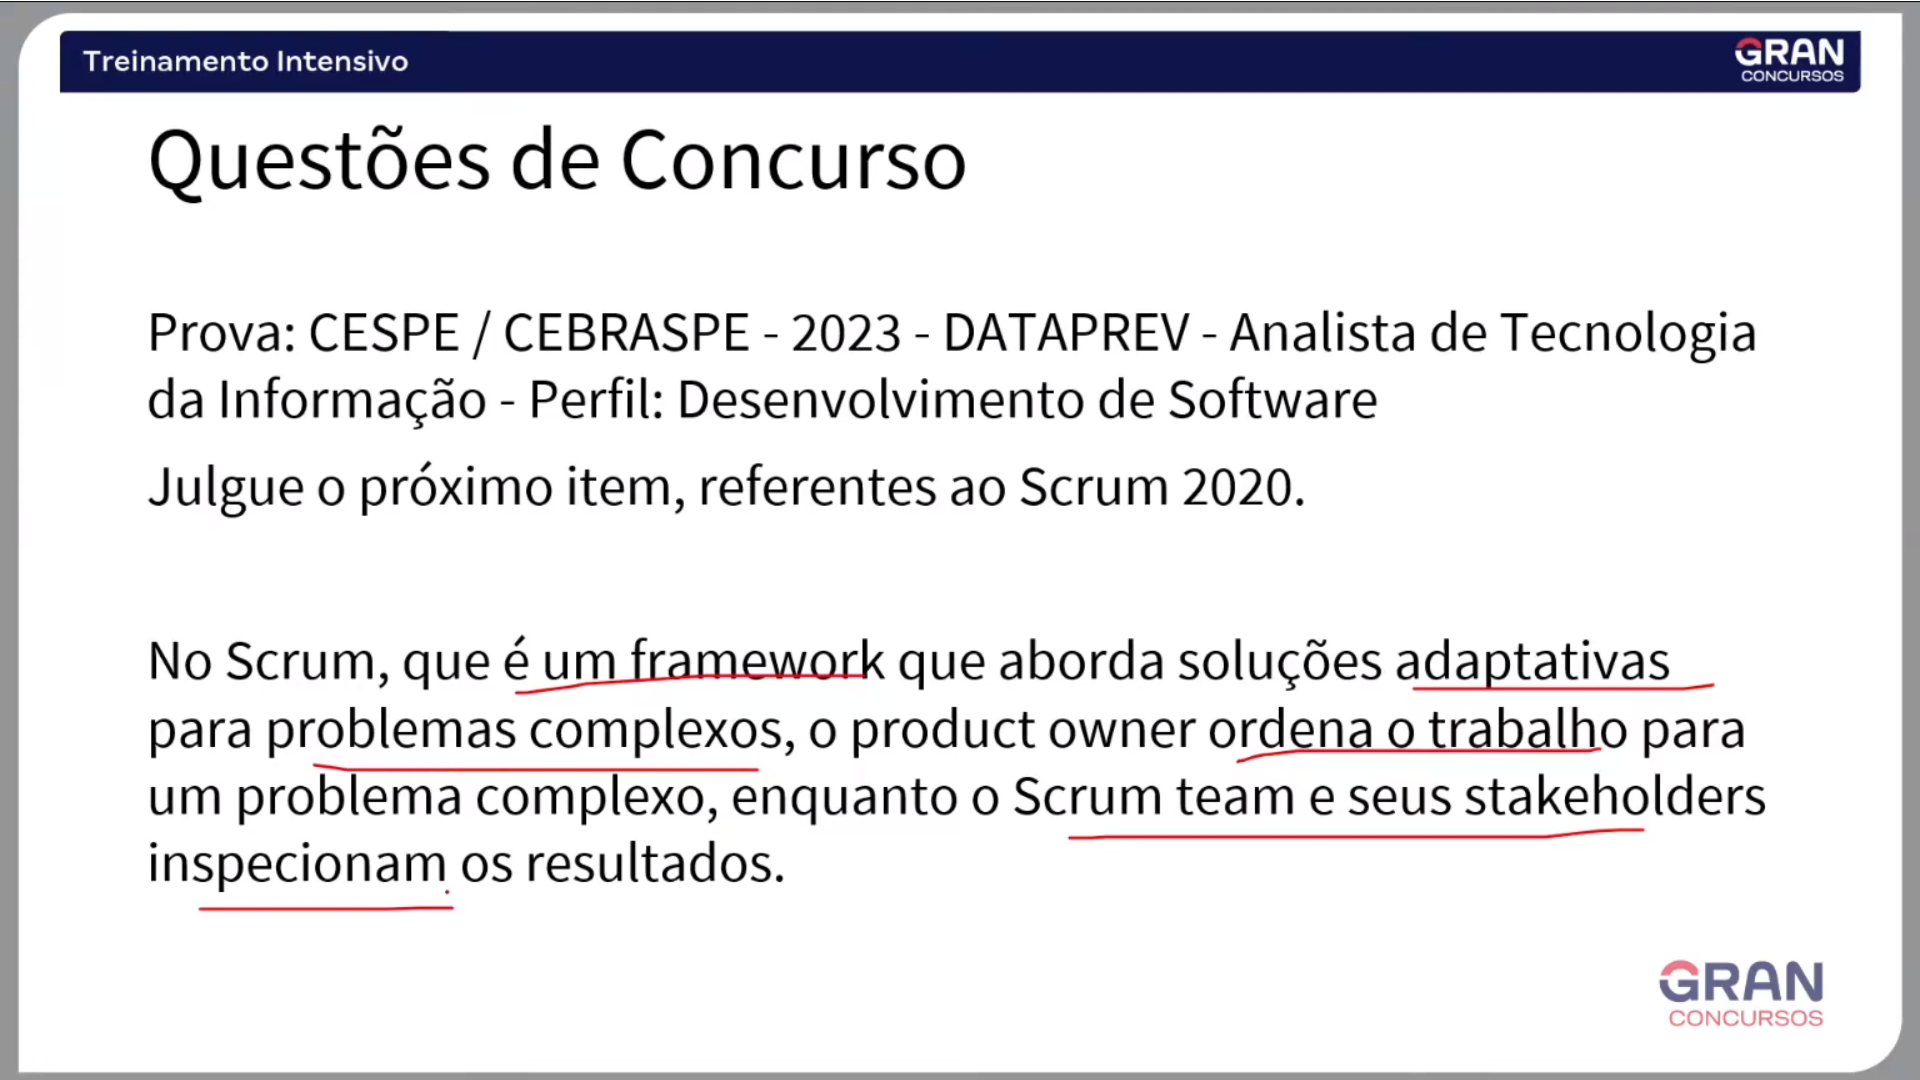 Treinamento Intensivo
GRAN
CONCURSOS
Questões de Concurso
Prova: CESPE / CEBRASPE - 2023 - DATAPREV - Analista de Tecnologia
da Informação - Perfil: Desenvolvimento de Software
Julgue o próximo item, referentes ao Scrum 2020.
No Scrum, que é um framework que aborda soluções adaptativas
para problemas complexos, o product owner ordena o trabalho para
um problema complexo, enquanto o Scrum team e seus stakeholders
inspecionam os resultados.
GRAN
CONCURSOS